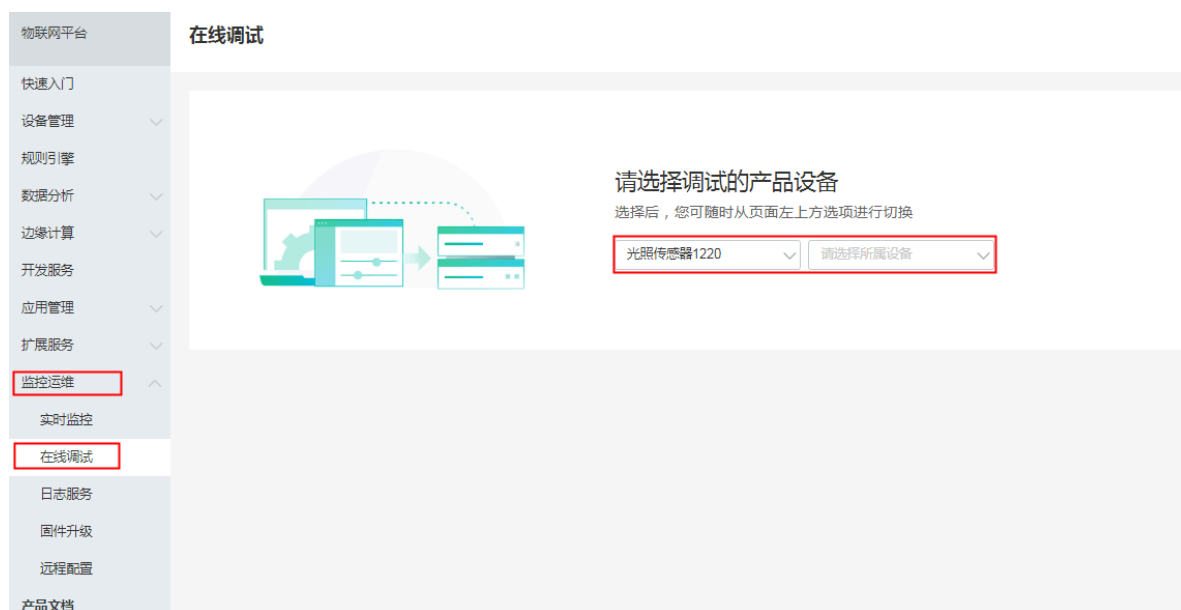 物联网平台
快速入门
设备管理
规则引擎
数据分析
边缘计算
开发服务
应用管理
扩展服务
监控运维
实时监控
在线调试
日志服务
固件升级
远程配置
产品文档
在线调试
请选择调试的产品设备
选择后，您可随时从页面左上方选项进行切换
光照传感器1220
请选择所属设备